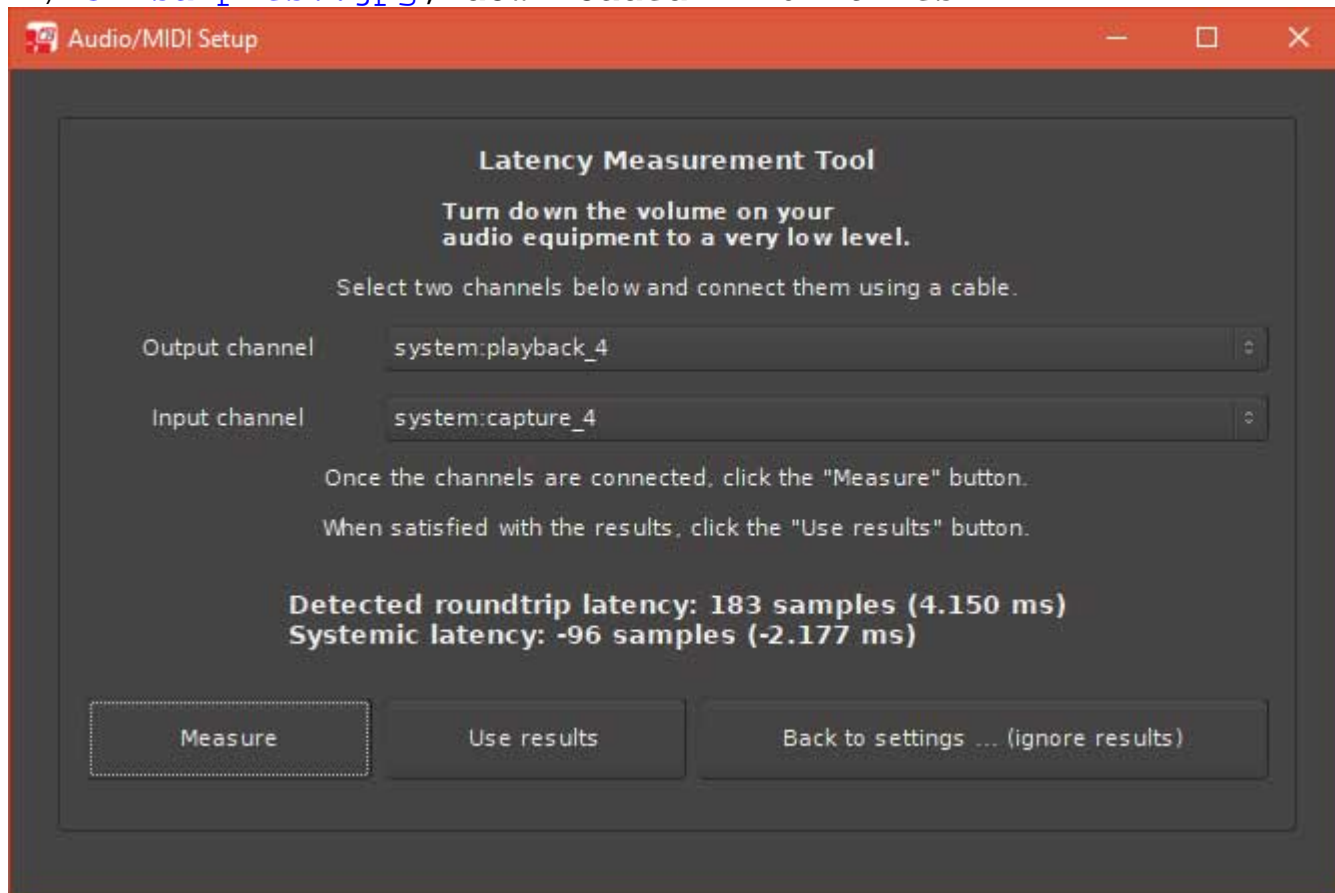 Audio/MIDI Setup
Latency Measurement Tool
Turn down the volume on your
audio equipment to a very low level.
Select two channels below and connect them using a cable.
Output channel system:playback_4
Input channel system:capture_4
Once the channels are connected, click the "Measure" button.
When satisfied with the results, click the "Use results" button.
Detected roundtrip latency: 183 samples (4.150 ms)
Systemic latency: -96 samples (-2.177 ms)
Measure Use results Back to settings ... (ignore results)